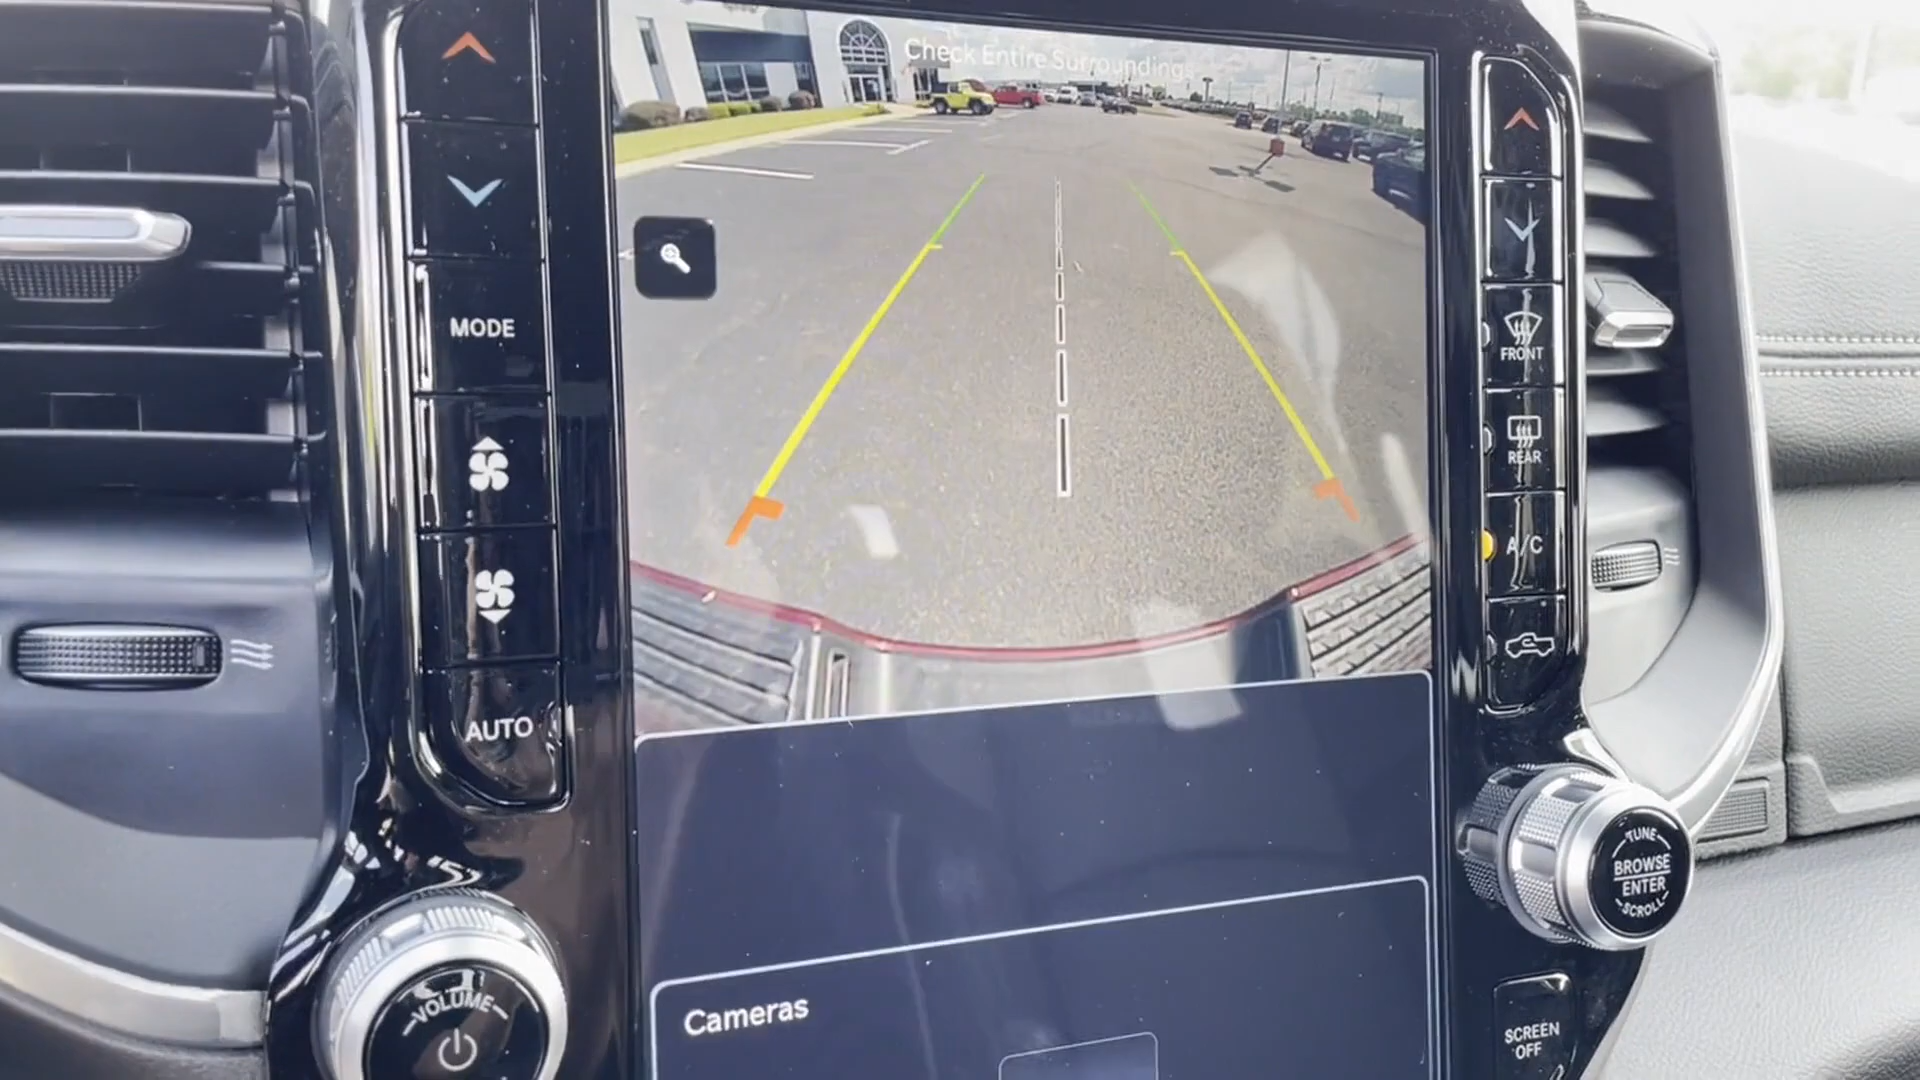 Check Entire Surroundings
MODE
AUTO
VOLUME
FRONT
REAR
A/C
TUNE
BROWSE
ENTER
SCROLL
SCREEN
OFF
Cameras